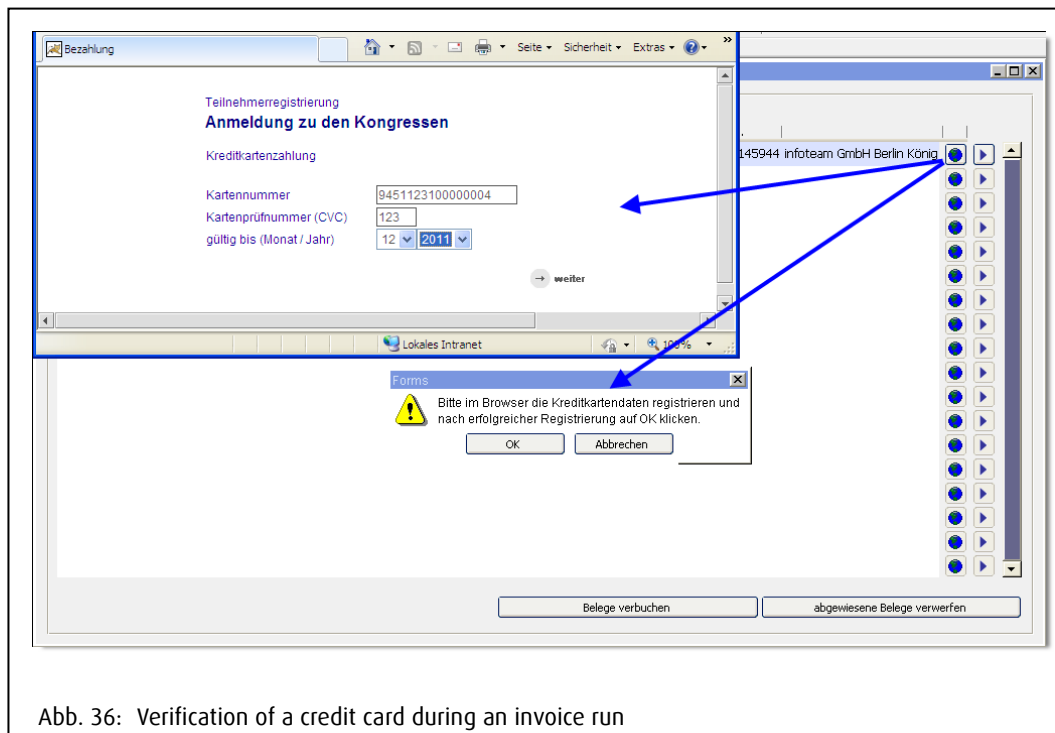 Bezahlung
Seite Sicherheit Extras »
Teilnehmerregistrierung
Anmeldung zu den Kongressen
Kreditkartenzahlung
Kartennummer 9451123100000004
Kartenprüfnummer (CVC) 123
gültig bis (Monat / Jahr) 12 2011
weiter
Lokales Intranet
145944 infoteam GmbH Berlin König
Forms
Bitte im Browser die Kreditkartendaten registrieren und
nach erfolgreicher Registrierung auf OK klicken.
OK Abbrechen
Belege verbuchen abgewiesene Belege verwerfen
Abb. 36: Verification of a credit card during an invoice run